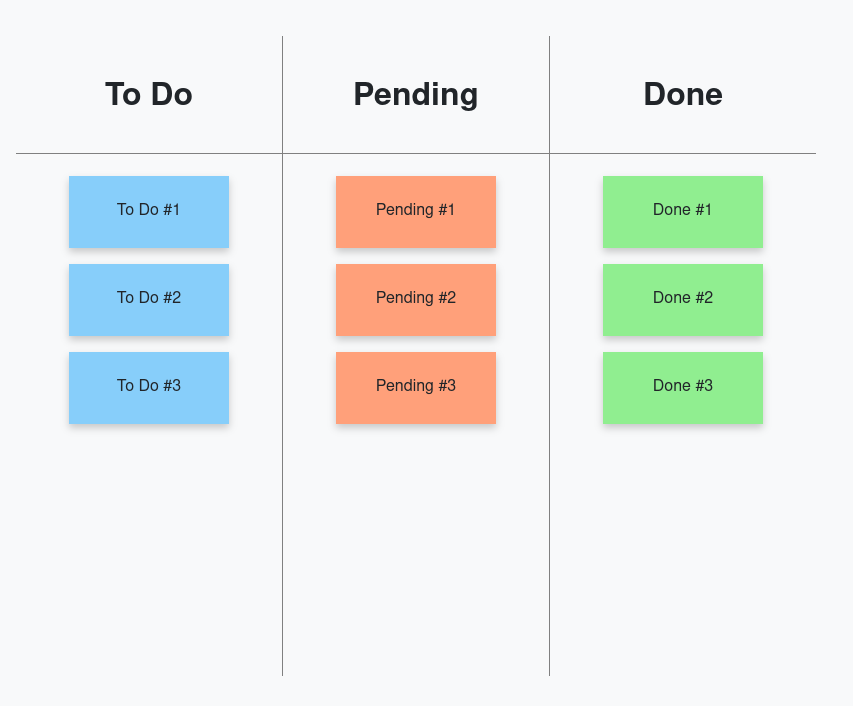 To Do
Pending
Done
To Do #1
Pending #1
Done #1
To Do #2
Pending #2
Done #2
To Do #3
Pending #3
Done #3